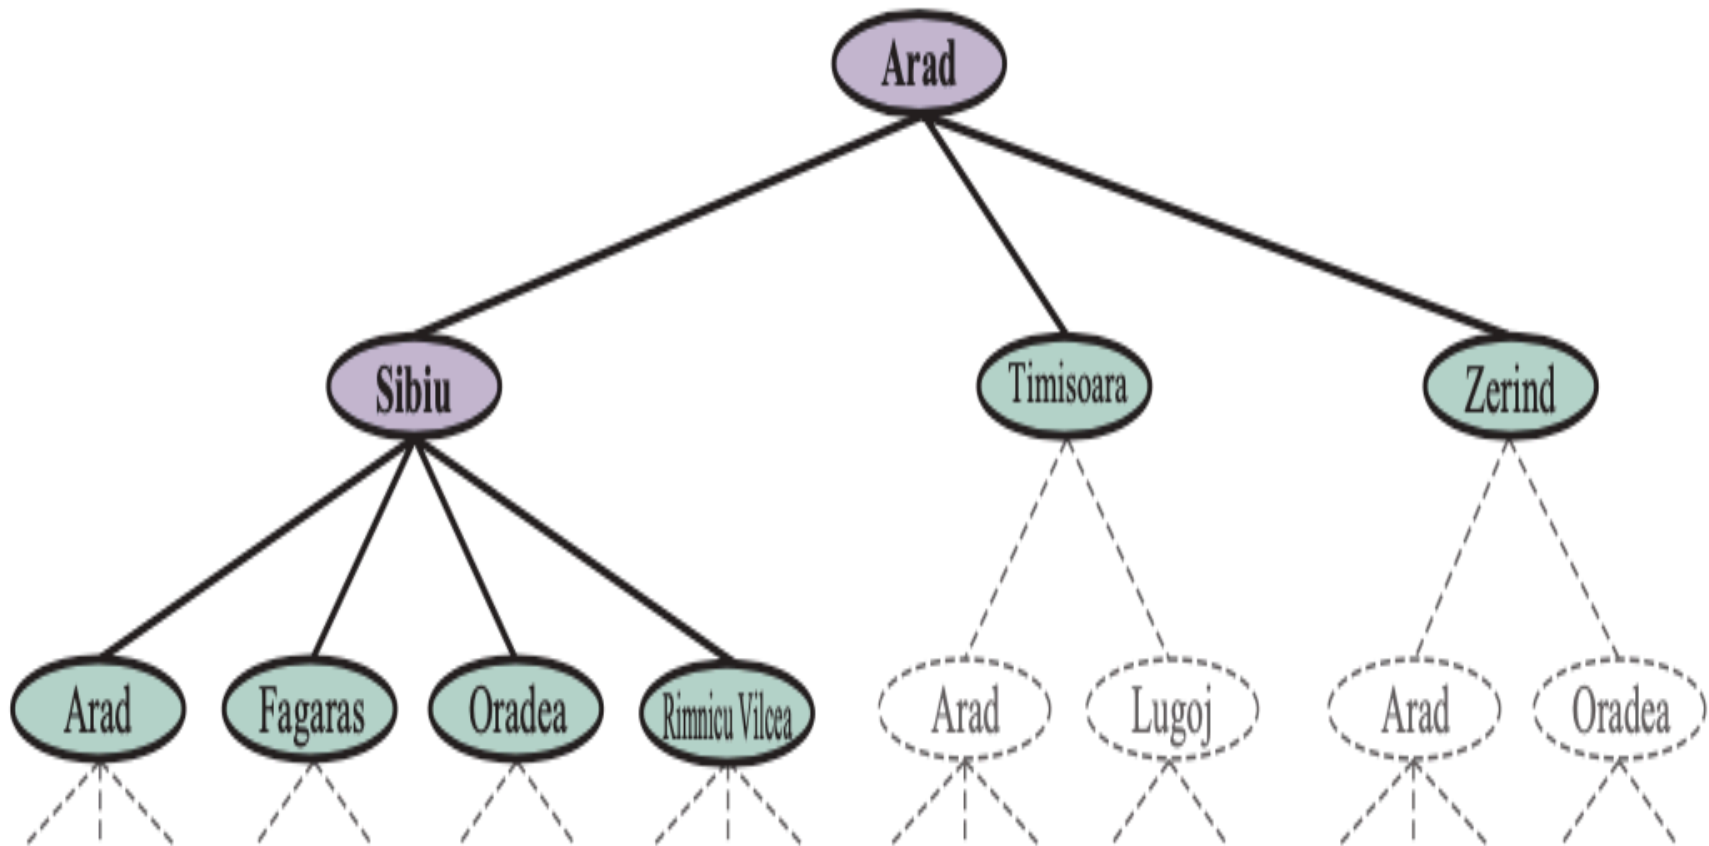 Arad
Sibiu
Timisoara
Zerind
Arad
Fagaras
Oradea
Rimnicu Vilcea
Arad
Lugoj
Arad
Oradea